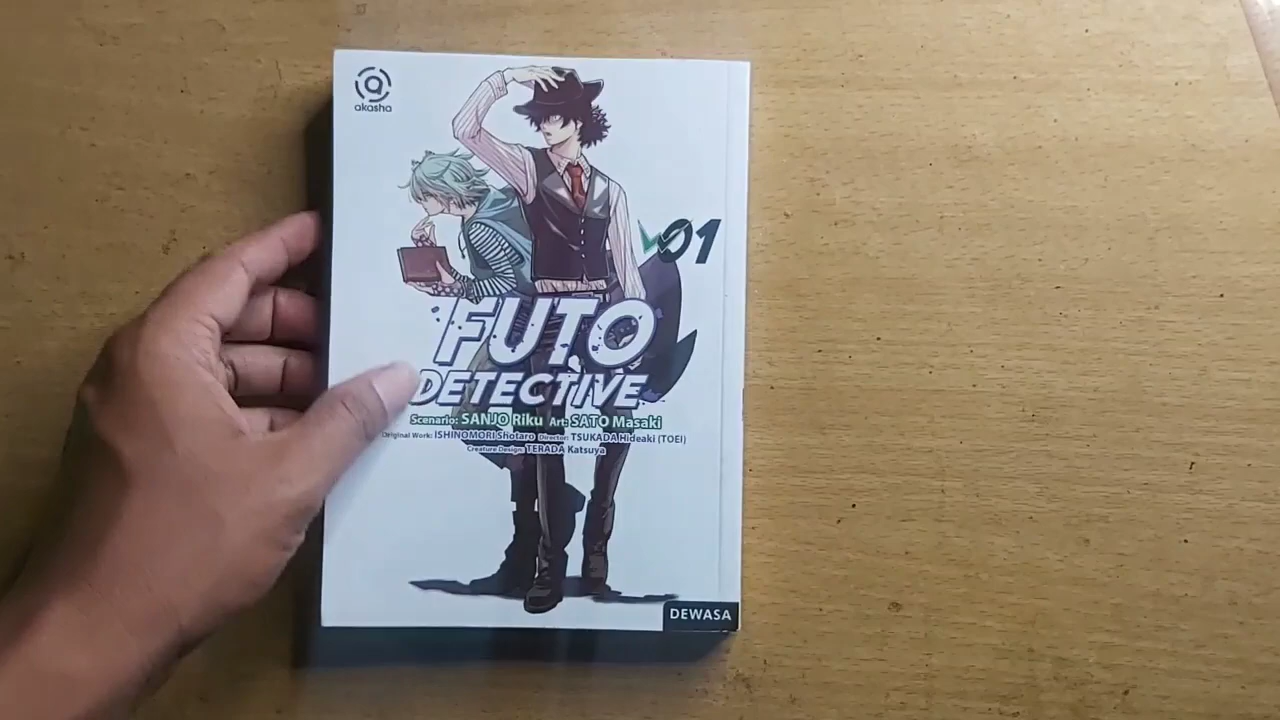 akasha
01
FUTO
DETECTIVE
Scenario: SANJO Riku Art: SATO Masaki
Original Work: ISHINOMORI Shotaro Director: TSUKADA Hideaki (TOEI)
Creature Design: TERADA Katsuya
DEWASA